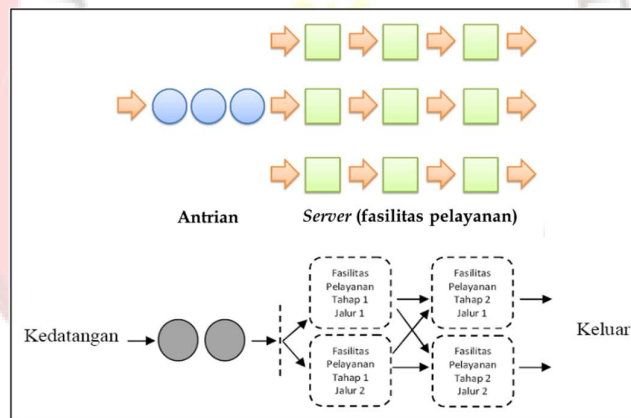 Antrian
Server (fasilitas pelayanan)
Kedatangan
Fasilitas
Pelayanan
Tahap 1
Jalur 1
Fasilitas
Pelayanan
Tahap 2
Jalur 1
Fasilitas
Pelayanan
Tahap 1
Jalur 2
Fasilitas
Pelayanan
Tahap 2
Jalur 2
Keluar